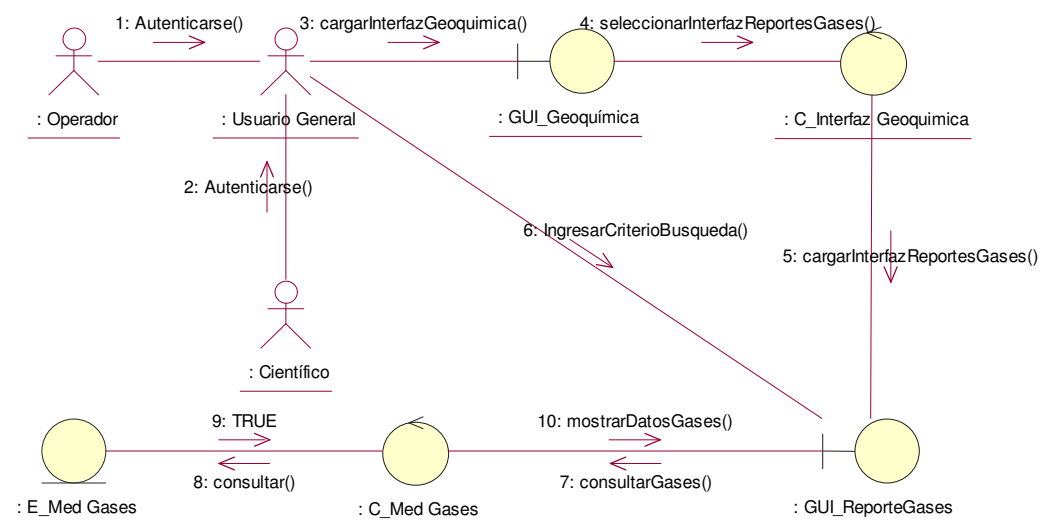 1: Autenticarse()
3: cargarInterfazGeoquimica()
4: seleccionarInterfazReportesGases()
: Operador
: Usuario General
: GUI_Geoquímica
: C_Interfaz Geoquimica
2: Autenticarse()
6: IngresarCriterioBusqueda()
5: cargarInterfazReportesGases()
: Científico
9: TRUE
10: mostrarDatosGases()
8: consultar()
7: consultarGases()
: E_Med Gases
: C_Med Gases
: GUI_ReporteGases